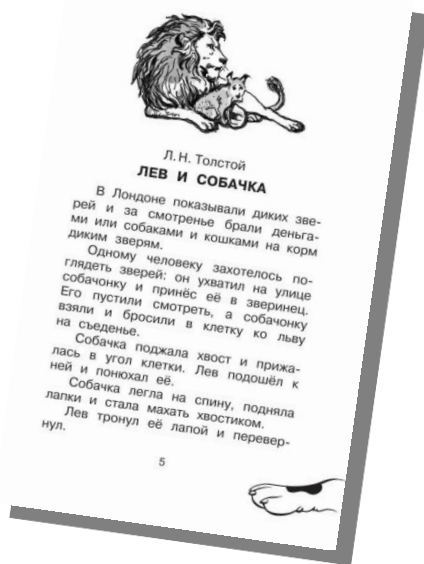 Л. Н. Толстой
ЛЕВ И СОБАЧКА
В Лондоне показывали диких зве-
рей и за смотренье брали деньга-
ми или собаками и кошками на корм
диким зверям.
Одному человеку захотелось по-
глядеть зверей: он ухватил на улице
собачонку и принёс её в зверинец.
Его пустили смотреть, а собачонку
взяли и бросили в клетку ко льву
на съеденье.
Собачка поджала хвост и прижа-
лась в угол клетки. Лев подошёл к
ней и понюхал её.
Собачка легла на спину, подняла
лапки и стала махать хвостиком.
Лев тронул её лапой и перевер-
нул.
5